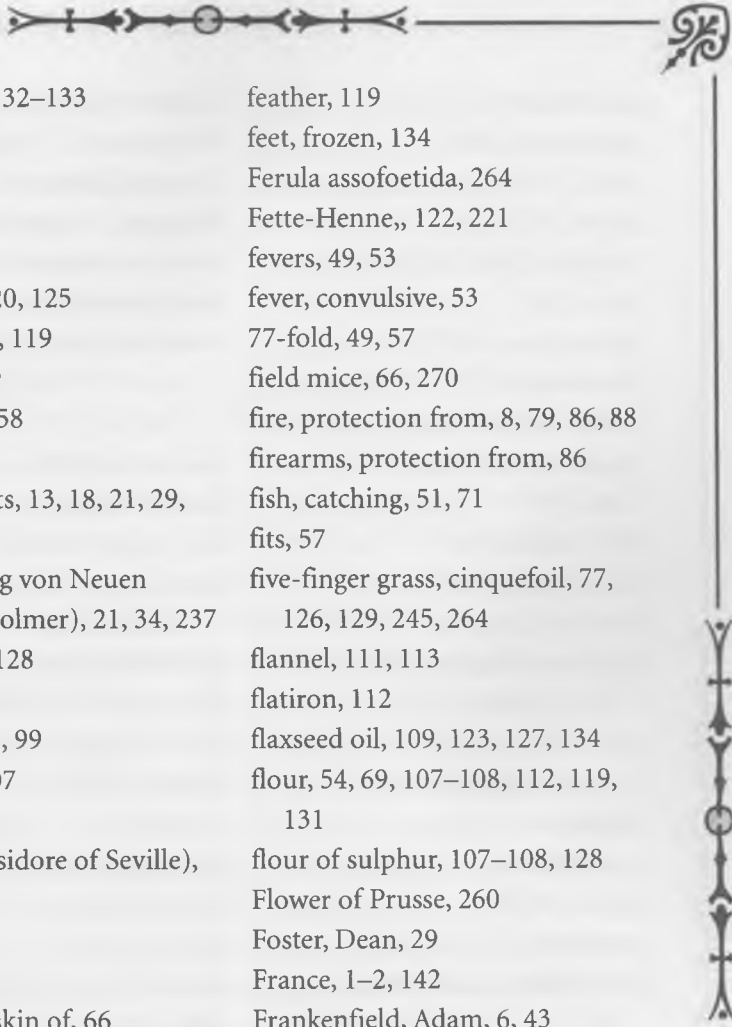 32–133
20, 125
, 119
58
ts, 13, 18, 21, 29,
g von Neuen
olmer), 21, 34, 237
128
, 99
07
sidore of Seville),
skin of, 66
feather, 119
feet, frozen, 134
Ferula assofoetida, 264
Fette-Henne,, 122, 221
fevers, 49, 53
fever, convulsive, 53
77-fold, 49, 57
field mice, 66, 270
fire, protection from, 8, 79, 86, 88
firearms, protection from, 86
fish, catching, 51, 71
fits, 57
five-finger grass, cinquefoil, 77,
126, 129, 245, 264
flannel, 111, 113
flatiron, 112
flaxseed oil, 109, 123, 127, 134
flour, 54, 69, 107–108, 112, 119,
131
flour of sulphur, 107–108, 128
Flower of Prusse, 260
Foster, Dean, 29
France, 1–2, 142
Frankenfield, Adam, 6, 43